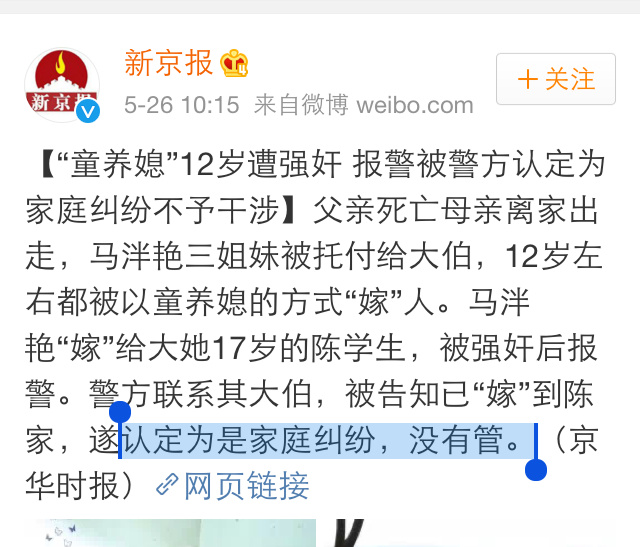 新京报
新京报
＋关注
5-26 10:15 来自微博 weibo.com
【“童养媳”12岁遭强奸 报警被警方认定为
家庭纠纷不予干涉】父亲死亡母亲离家出
走，马泮艳三姐妹被托付给大伯，12岁左
右都被以童养媳的方式“嫁”人。马泮
艳“嫁”给大她17岁的陈学生，被强奸后报
警。警方联系其大伯，被告知已“嫁”到陈
家，遂认定为是家庭纠纷，没有管。（京
华时报）网页链接